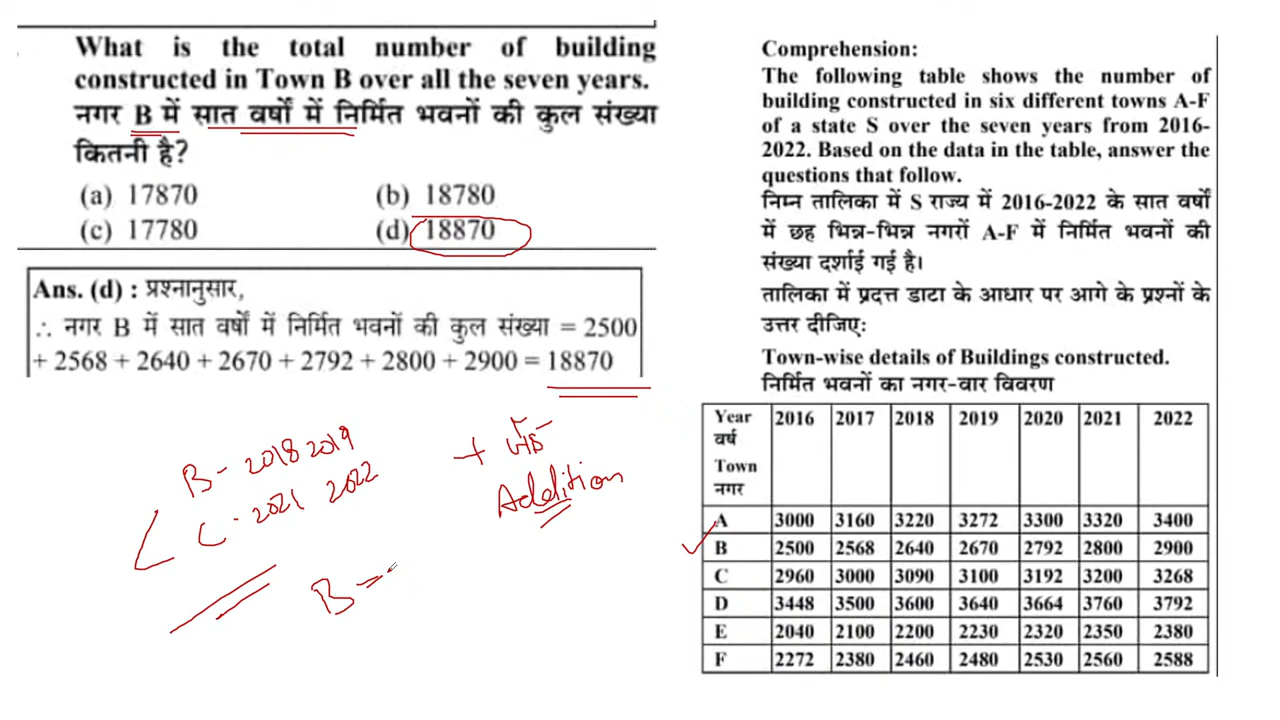 What is the total number of building
constructed in Town B over all the seven years.
नगर B में सात वर्षों में निर्मित भवनों की कुल संख्या
कितनी है?
(a) 17870 (b) 18780
(c) 17780 (d) 18870
Ans. (d) : प्रश्नानुसार,
∴ नगर B में सात वर्षों में निर्मित भवनों की कुल संख्या = 2500
+ 2568 + 2640 + 2670 + 2792 + 2800 + 2900 = 18870
B - 2018 2019
C - 2021 2022
+
Addition
B =
Comprehension:
The following table shows the number of
building constructed in six different towns A-F
of a state S over the seven years from 2016-
2022. Based on the data in the table, answer the
questions that follow.
निम्न तालिका में S राज्य में 2016-2022 के सात वर्षों
में छह भिन्न-भिन्न नगरों A-F में निर्मित भवनों की
संख्या दर्शाई गई है।
तालिका में प्रदत्त डाटा के आधार पर आगे के प्रश्नों के
उत्तर दीजिए:
Town-wise details of Buildings constructed.
निर्मित भवनों का नगर-वार विवरण
Year 2016 2017 2018 2019 2020 2021 2022
वर्ष
Town
नगर
A 3000 3160 3220 3272 3300 3320 3400
B 2500 2568 2640 2670 2792 2800 2900
C 2960 3000 3090 3100 3192 3200 3268
D 3448 3500 3600 3640 3664 3760 3792
E 2040 2100 2200 2230 2320 2350 2380
F 2272 2380 2460 2480 2530 2560 2588